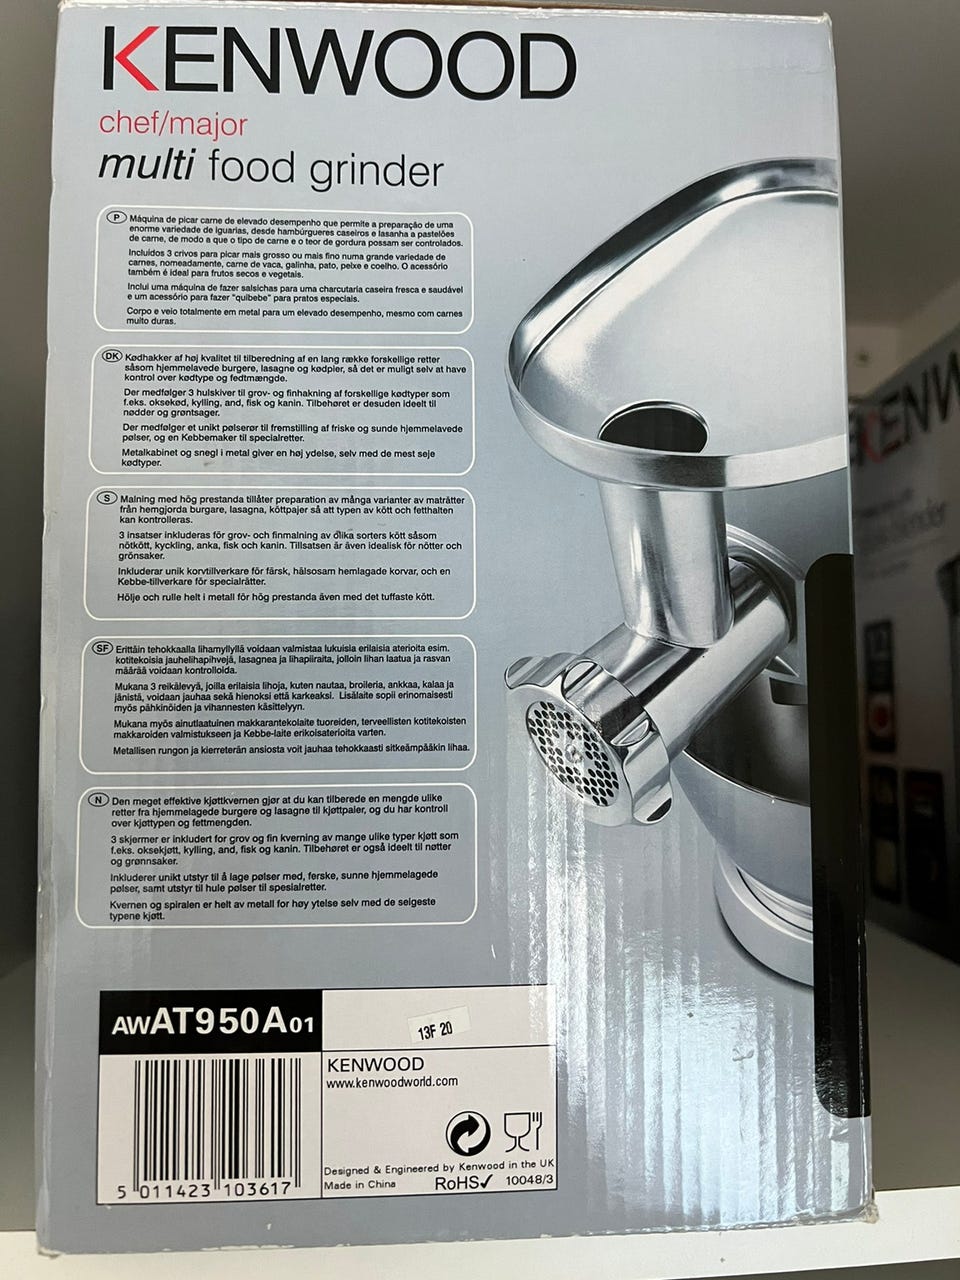 KENWOOD
chef/major
multi food grinder
P Máquina de picar carne de elevado desempenho que permite a preparação de uma
enorme variedade de iguarias, desde hambúrgueres caseiros e lasanha a pastelões
de carne, de modo a que o tipo de carne e o teor de gordura possam ser controlados.
Incluídos 3 crivos para picar mais grosso ou mais fino numa grande variedade de
carnes, nomeadamente, carne de vaca, galinha, pato, peixe e coelho. O acessório
também é ideal para frutos secos e vegetais.
Inclui uma máquina de fazer salsichas para uma charcutaria caseira fresca e saudável
e um acessório para fazer "quibebe" para pratos especiais.
Corpo e veio totalmente em metal para um elevado desempenho, mesmo com carnes
muito duras.
DK Kødhakker af høj kvalitet til tilberedning af en lang række forskellige retter
såsom hjemmelavede burgere, lasagne og kødpier, så det er muligt selv at have
kontrol over kødtype og fedtmængde.
Der medfølger 3 hulskiver til grov- og finhakning af forskellige kødtyper som
f.eks. oksekød, kylling, and, fisk og kanin. Tilbehøret er desuden ideelt til
nødder og grøntsager.
Der medfølger et unikt pølserør til fremstilling af friske og sunde hjemmelavede
pølser, og en Kebbemaker til specialretter.
Metalkabinet og snegl i metal giver en høj ydelse, selv med de mest seje
kødtyper.
S Malning med hög prestanda tillåter preparation av många varianter av maträtter
från hemgjorda burgare, lasagna, köttpajer så att typen av kött och fetthalten
kan kontrolleras.
3 insatser inkluderas för grov- och finmalning av olika sorters kött såsom
nötkött, kyckling, anka, fisk och kanin. Tillsatsen är även idealisk för nötter och
grönsaker.
Inkluderar unik korvtillverkare för färsk, hälsosam hemlagade korvar, och en
Kebbe-tillverkare för specialrätter.
Hölje och rulle helt i metall för hög prestanda även med det tuffaste kött.
SF Erittäin tehokkaalla lihamyllyllä voidaan valmistaa lukuisia erilaisia aterioita esim.
kotitekoisia jauhelihapihvejä, lasagnea ja lihapiiraita, jolloin lihan laatua ja rasvan
määrää voidaan kontrolloida.
Mukana 3 reikälevyä, joilla erilaisia lihoja, kuten nautaa, broileria, ankkaa, kalaa ja
jänistä, voidaan jauhaa sekä hienoksi että karkeaksi. Lisälaite sopii erinomaisesti
myös pähkinöiden ja vihannesten käsittelyyn.
Mukana myös ainutlaatuinen makkarantekolaite tuoreiden, terveellisten kotitekoisten
makkaroiden valmistukseen ja Kebbe-laite erikoisaterioita varten.
Metallisen rungon ja kierreterän ansiosta voit jauhaa tehokkaasti sitkeämpääkin lihaa.
N Den meget effektive kjøttkvernen gjør at du kan tilberede en mengde ulike
retter fra hjemmelagede burgere og lasagne til kjøttpaier, og du har kontroll
over kjøttypen og fettmengden.
3 skjermer er inkludert for grov og fin kverning av mange ulike typer kjøtt som
f.eks. oksekjøtt, kylling, and, fisk og kanin. Tilbehøret er også ideelt til nøtter
og grønnsaker.
Inkluderer unikt utstyr til å lage pølser med, ferske, sunne hjemmelagede
pølser, samt utstyr til hule pølser til spesialretter.
Kvernen og spiralen er helt av metall for høy ytelse selv med de seigeste
typene kjøtt.
AWAT950A01
13F 20
KENWOOD
www.kenwoodworld.com
Designed & Engineered by Kenwood in the UK
Made in China RoHS✓ 10048/3
5 011423 103617
KENW